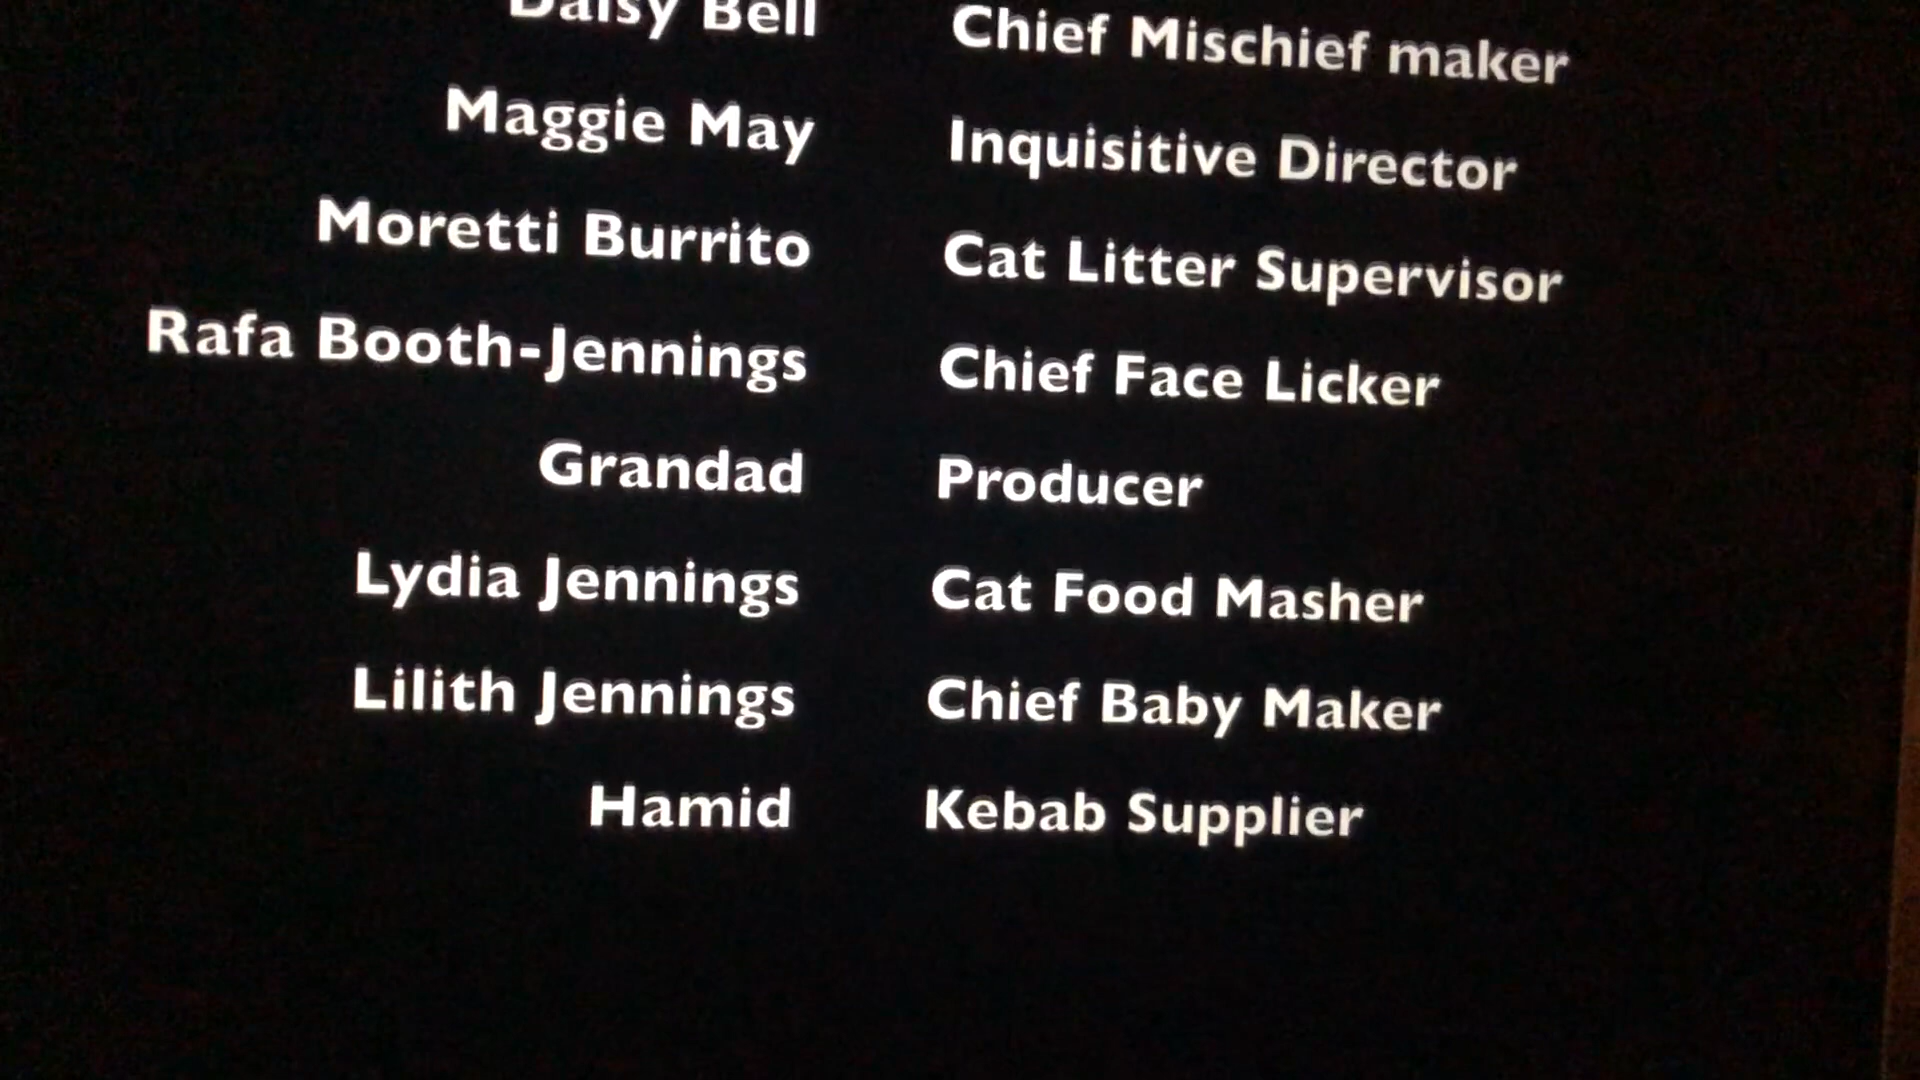 Daisy Bell Chief Mischief maker
Maggie May Inquisitive Director
Moretti Burrito Cat Litter Supervisor
Rafa Booth-Jennings Chief Face Licker
Grandad Producer
Lydia Jennings Cat Food Masher
Lilith Jennings Chief Baby Maker
Hamid Kebab Supplier